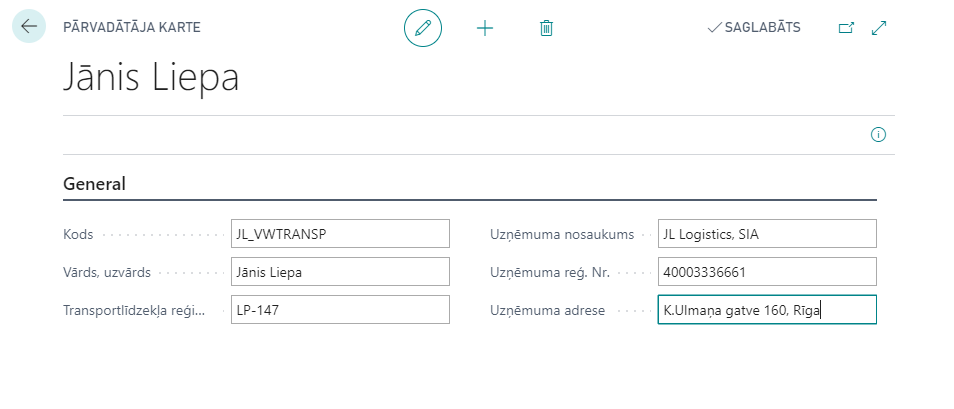 PĀRVADĀTĀJA KARTE
SAGLABĀTS
Jānis Liepa
General
Kods JL_VWTRANSP
Uzņēmuma nosaukums JL Logistics, SIA
Vārds, uzvārds Jānis Liepa
Uzņēmuma reģ. Nr. 40003336661
Transportlīdzekļa reģi... LP-147
Uzņēmuma adrese K.Ulmaņa gatve 160, Rīga